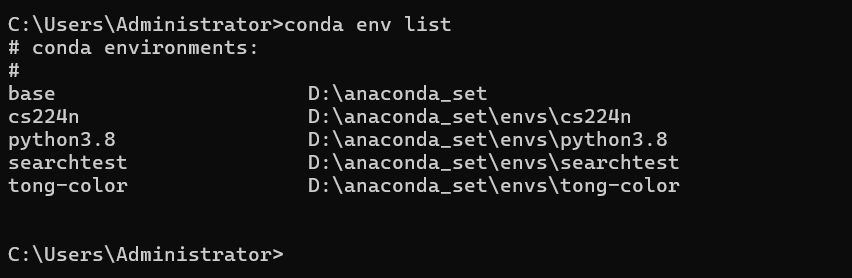 C:\Users\Administrator>conda env list
# conda environments:
#
base                     D:\anaconda_set
cs224n                   D:\anaconda_set\envs\cs224n
python3.8                D:\anaconda_set\envs\python3.8
searchtest               D:\anaconda_set\envs\searchtest
tong-color               D:\anaconda_set\envs\tong-color
C:\Users\Administrator>